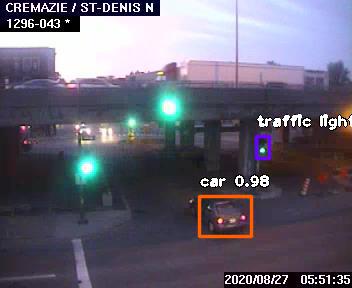 CREMAZIE / ST-DENIS N
1296-043 *
traffic light
car 0.98
2020/08/27 05:51:35